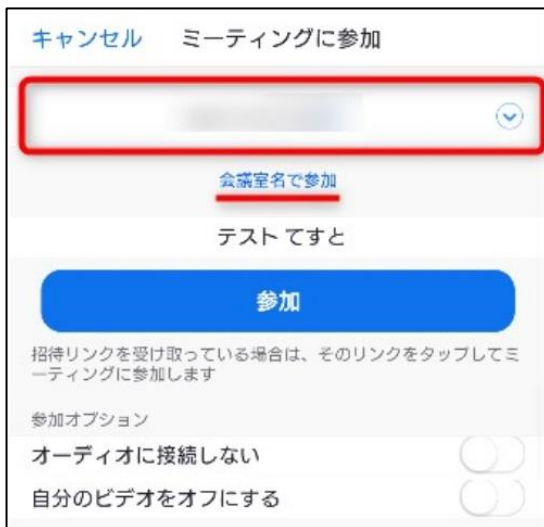 キャンセル ミーティングに参加
会議室名で参加
テスト てすと
参加
招待リンクを受け取っている場合は、そのリンクをタップしてミ
ーティングに参加します
参加オプション
オーディオに接続しない
自分のビデオをオフにする